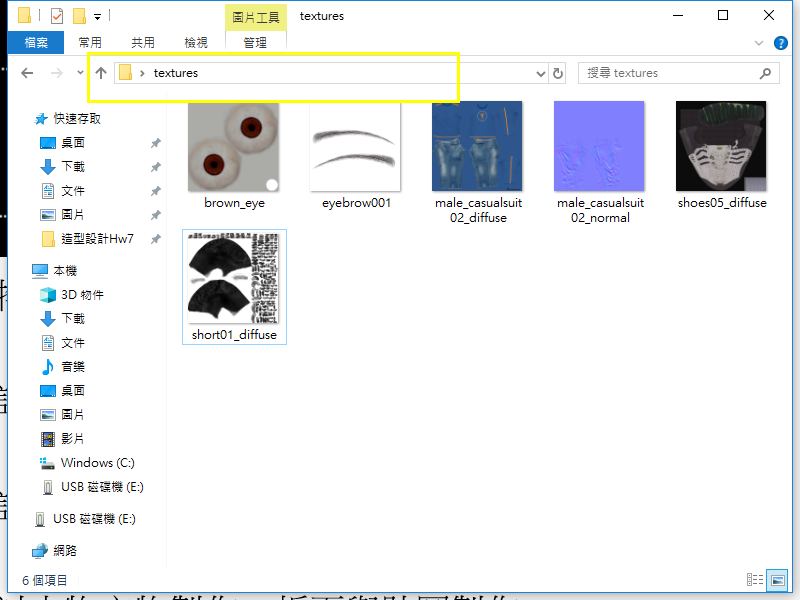 圖片工具
textures
檔案
常用
共用
檢視
管理
textures
搜尋 textures
快速存取
桌面
下載
文件
圖片
造型設計Hw7
本機
3D 物件
下載
文件
音樂
桌面
圖片
影片
Windows (C:)
USB 磁碟機 (E:)
USB 磁碟機 (E:)
網路
brown_eye
eyebrow001
male_casualsuit
02_diffuse
male_casualsuit
02_normal
shoes05_diffuse
short01_diffuse
6 個項目